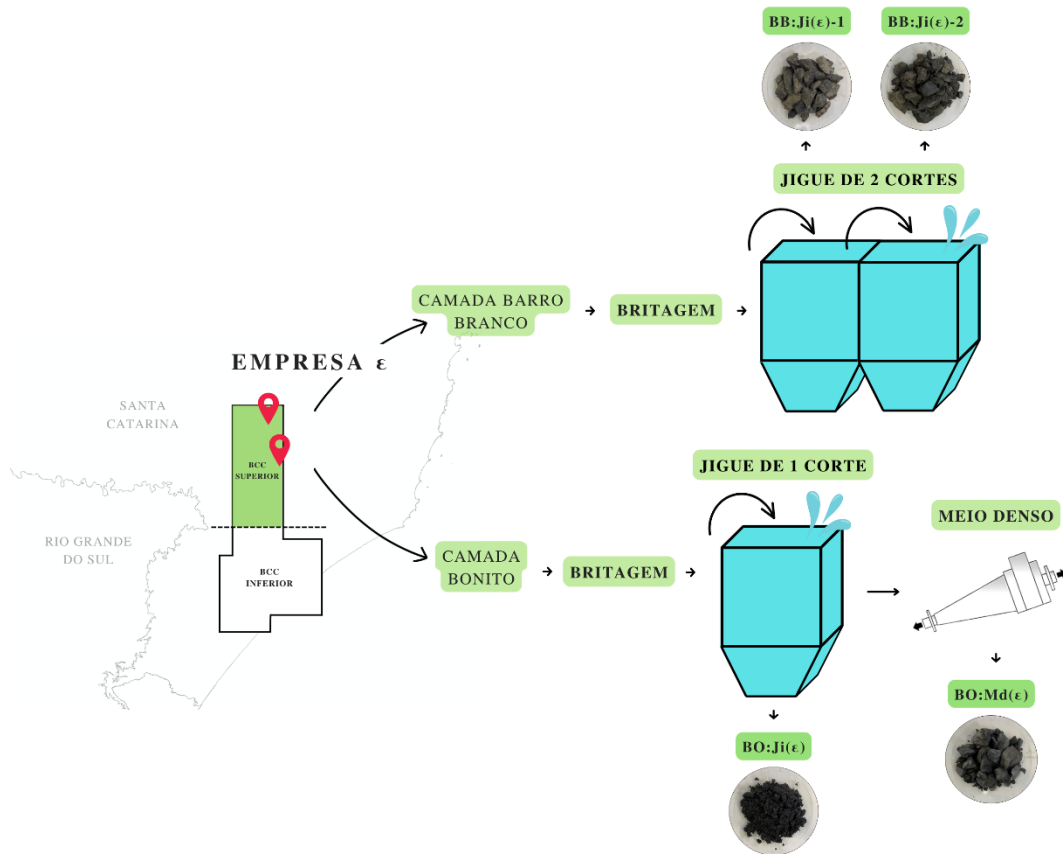 BB:Ji(ε)-1
BB:Ji(ε)-2
JIGUE DE 2 CORTES
CAMADA BARRO
BRANCO
BRITAGEM
EMPRESA ε
SANTA
CATARINA
BCC
SUPERIOR
RIO GRANDE
DO SUL
BCC
INFERIOR
JIGUE DE 1 CORTE
MEIO DENSO
CAMADA
BONITO
BRITAGEM
BO:Md(ε)
BO:Ji(ε)